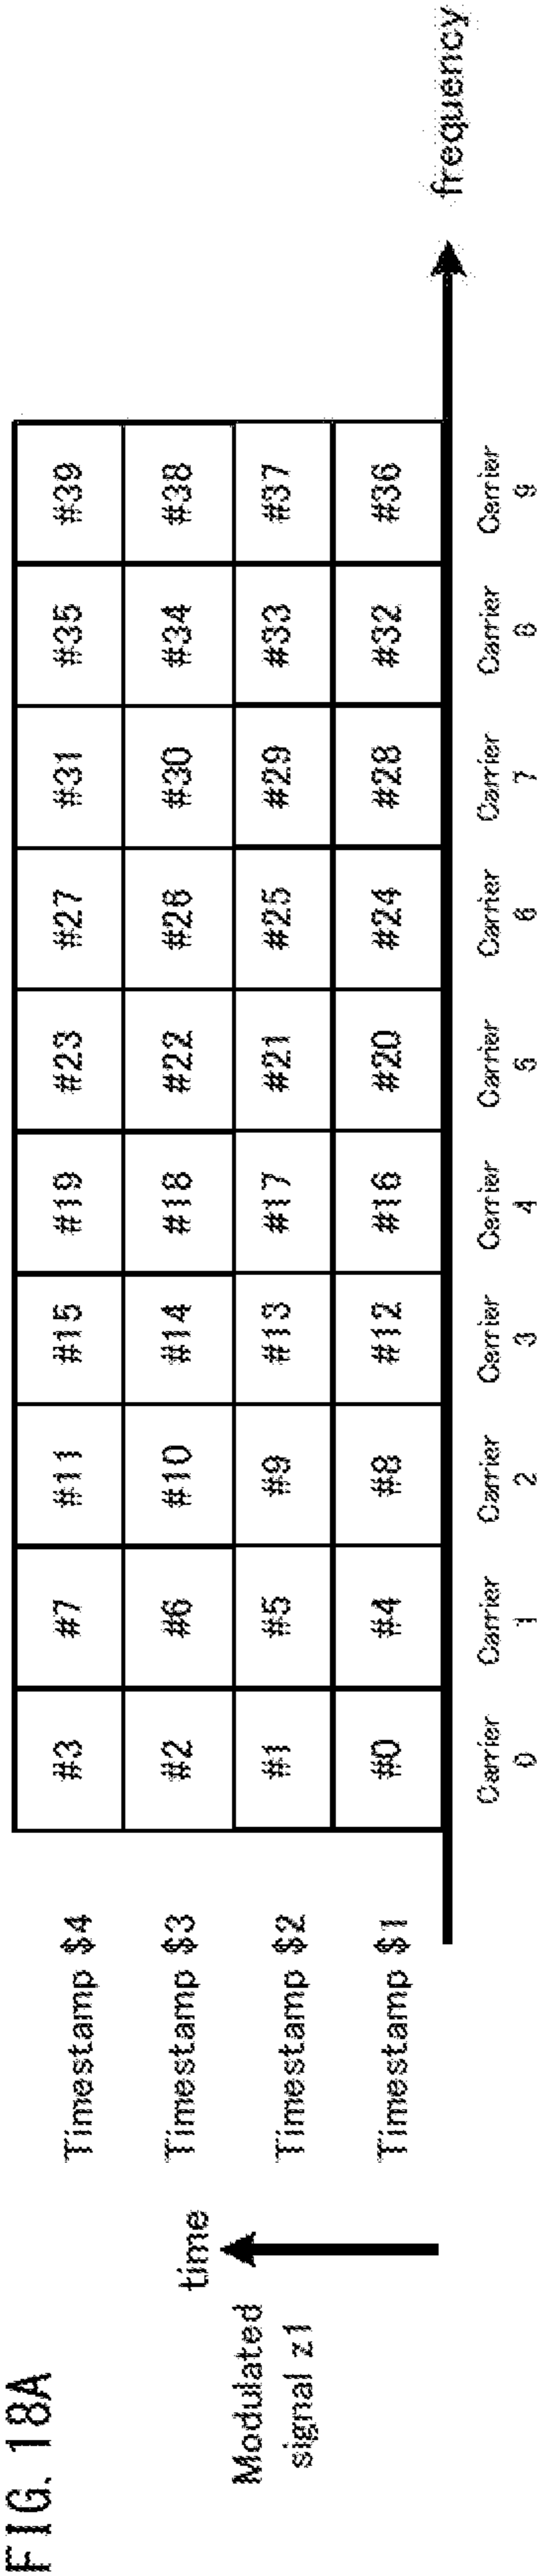 FIG. 18A
Modulated
signal z1
time
Timestamp $4
#3 #7 #11 #15 #19 #23 #27 #31 #35 #39
Timestamp $3
#2 #6 #10 #14 #18 #22 #26 #30 #34 #38
Timestamp $2
#1 #5 #9 #13 #17 #21 #25 #29 #33 #37
Timestamp $1
#0 #4 #8 #12 #16 #20 #24 #28 #32 #36
frequency
Carrier Carrier Carrier Carrier Carrier Carrier Carrier Carrier Carrier Carrier
0 1 2 3 4 5 6 7 8 9